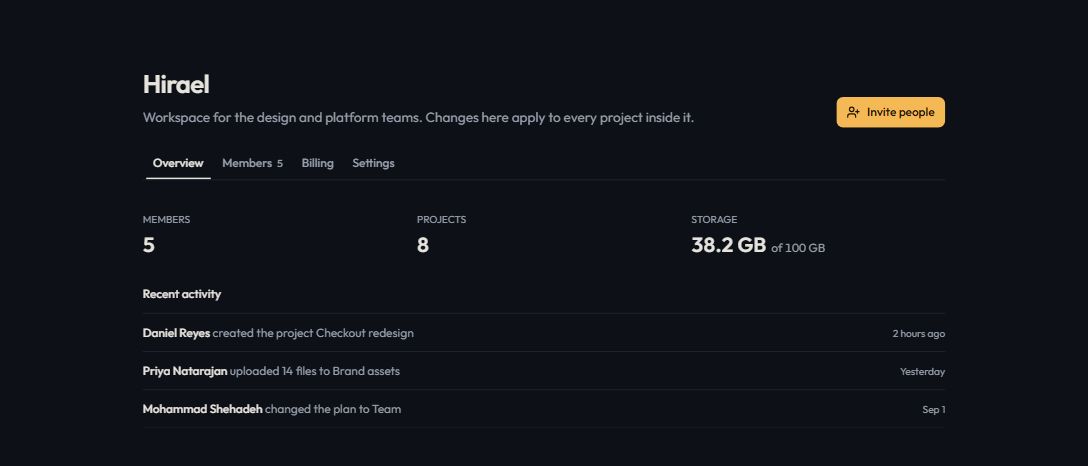 Hirael
Workspace for the design and platform teams. Changes here apply to every project inside it.
Invite people
Overview Members 5 Billing Settings
MEMBERS PROJECTS STORAGE
5 8 38.2 GB of 100 GB
Recent activity
Daniel Reyes created the project Checkout redesign 2 hours ago
Priya Natarajan uploaded 14 files to Brand assets Yesterday
Mohammad Shehadeh changed the plan to Team Sep 1